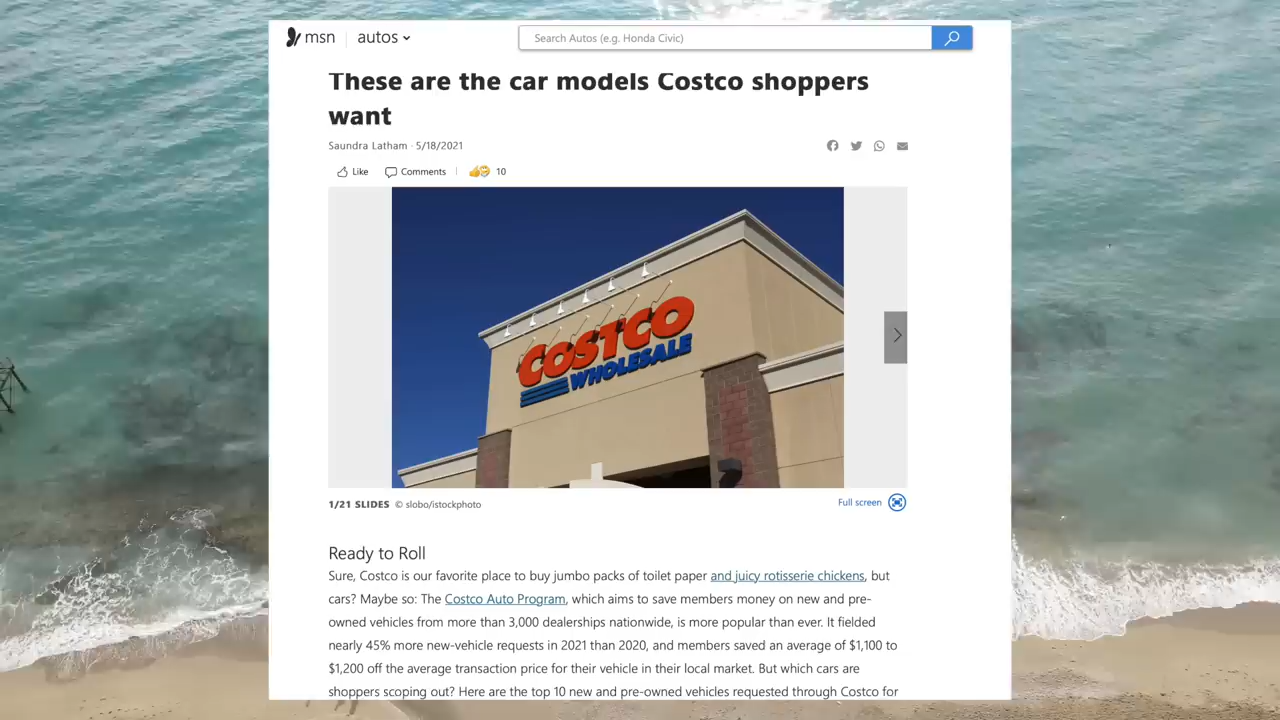 msn
autos
Search Autos (e.g. Honda Civic)
These are the car models Costco shoppers
want
Saundra Latham · 5/18/2021
Like
Comments
10
COSTCO
WHOLESALE
1/21 SLIDES © slobo/istockphoto
Full screen
Ready to Roll
Sure, Costco is our favorite place to buy jumbo packs of toilet paper and juicy rotisserie chickens, but
cars? Maybe so: The Costco Auto Program, which aims to save members money on new and pre-
owned vehicles from more than 3,000 dealerships nationwide, is more popular than ever. It fielded
nearly 45% more new-vehicle requests in 2021 than 2020, and members saved an average of $1,100 to
$1,200 off the average transaction price for their vehicle in their local market. But which cars are
shoppers scoping out? Here are the top 10 new and pre-owned vehicles requested through Costco for